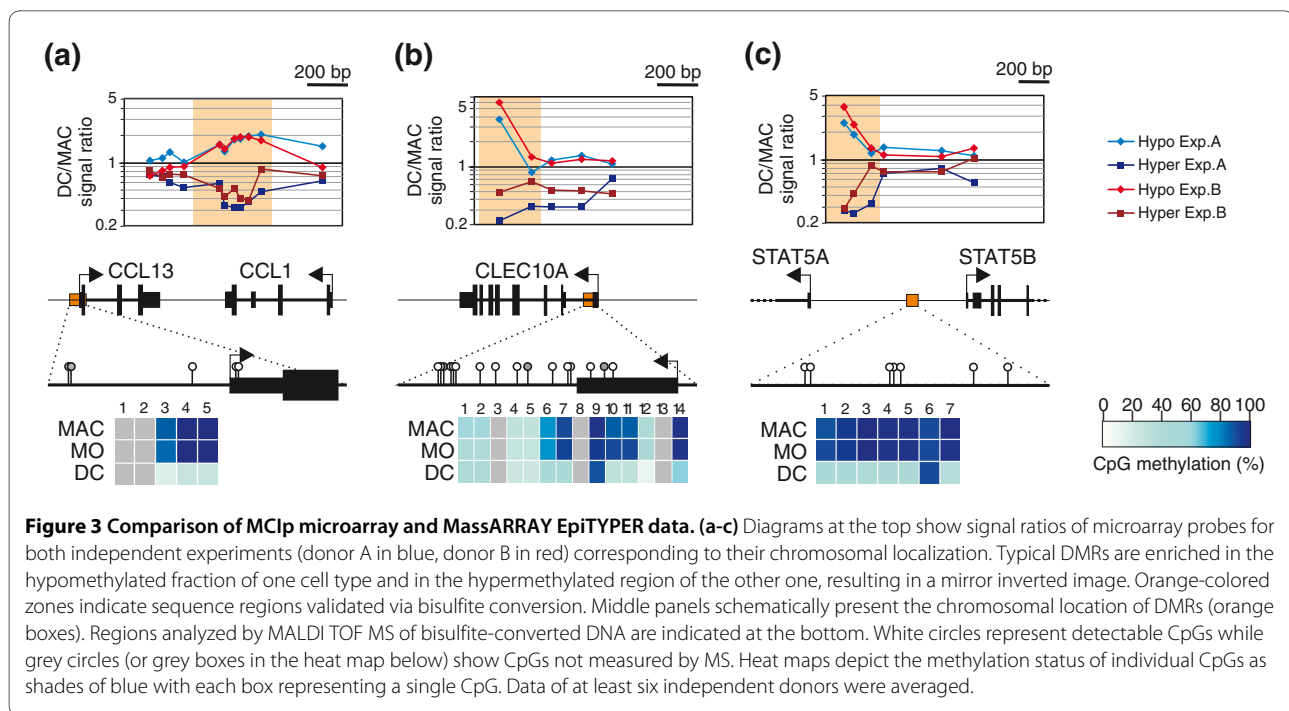 (a)
(b)
(c)
200 bp
200 bp
200 bp
DC/MAC
signal ratio
5
1
0.2
DC/MAC
signal ratio
5
1
0.2
DC/MAC
signal ratio
5
1
0.2
Hypo Exp.A
Hyper Exp.A
Hypo Exp.B
Hyper Exp.B
CCL13
CCL1
CLEC10A
STAT5A
STAT5B
1 2 3 4 5
MAC
MO
DC
1 2 3 4 5 6 7 8 9 10 11 12 13 14
MAC
MO
DC
1 2 3 4 5 6 7
MAC
MO
DC
0 20 40 60 80 100
CpG methylation (%)
Figure 3 Comparison of MCIp microarray and MassARRAY EpiTYPER data. (a-c) Diagrams at the top show signal ratios of microarray probes for
both independent experiments (donor A in blue, donor B in red) corresponding to their chromosomal localization. Typical DMRs are enriched in the
hypomethylated fraction of one cell type and in the hypermethylated region of the other one, resulting in a mirror inverted image. Orange-colored
zones indicate sequence regions validated via bisulfite conversion. Middle panels schematically present the chromosomal location of DMRs (orange
boxes). Regions analyzed by MALDI TOF MS of bisulfite-converted DNA are indicated at the bottom. White circles represent detectable CpGs while
grey circles (or grey boxes in the heat map below) show CpGs not measured by MS. Heat maps depict the methylation status of individual CpGs as
shades of blue with each box representing a single CpG. Data of at least six independent donors were averaged.